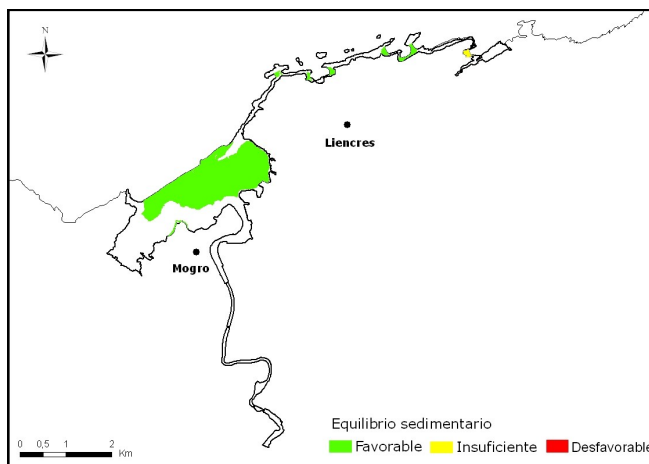 N
Liencres
Mogro
0 0,5 1 2
Km
Equilibrio sedimentario
Favorable Insuficiente Desfavorable